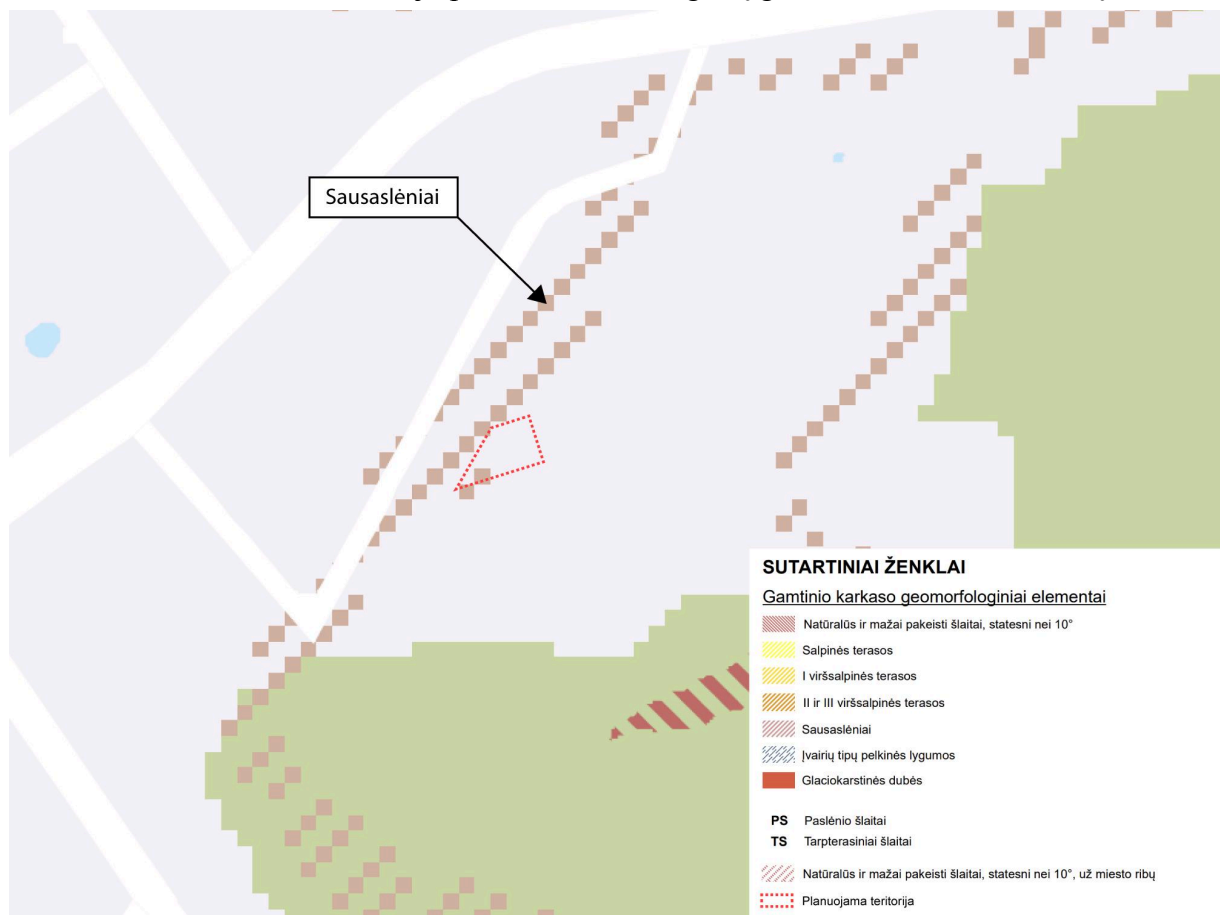 Sausaslėniai
SUTARTINIAI ŽENKLAI
Gamtinio karkaso geomorfologiniai elementai
Natūralūs ir mažai pakeisti šlaitai, statesni nei 10°
Salpinės terasos
I viršsalpinės terasos
II ir III viršsalpinės terasos
Sausaslėniai
Įvairių tipų pelkinės lygumos
Glaciokarstinės dubės
PS Paslėnio šlaitai
TS Tarpterasiniai šlaitai
Natūralūs ir mažai pakeisti šlaitai, statesni nei 10°, už miesto ribų
Planuojama teritorija